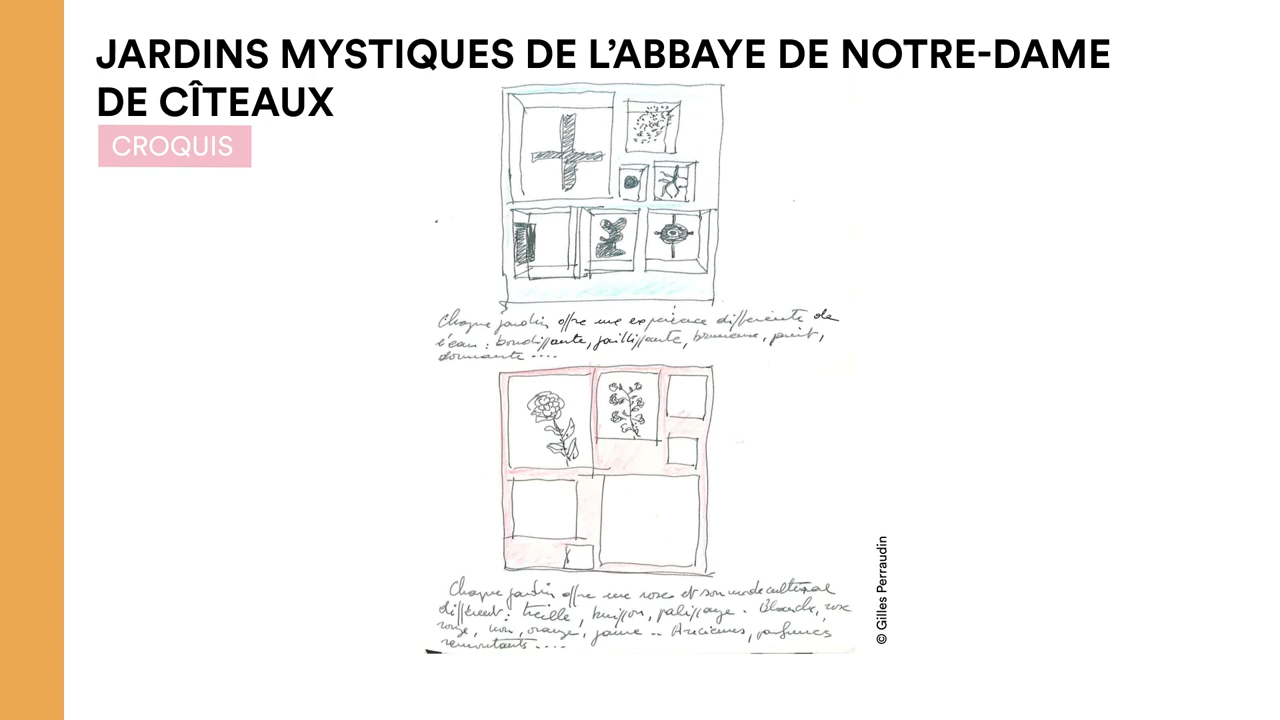 JARDINS MYSTIQUES DE L’ABBAYE DE NOTRE-DAME
DE CÎTEAUX
CROQUIS
Chaque jardin offre une expérience différente de
l'eau : bondissante, jaillissante, brumeuse, puit,
dormante ....
Chaque jardin offre une rose et son mode cultural
différent : treille, buisson, palissage. Blanche, rose
rouge, noir, orange, jaune .. Anciennes, parfumées
remontants ....
© Gilles Perraudin